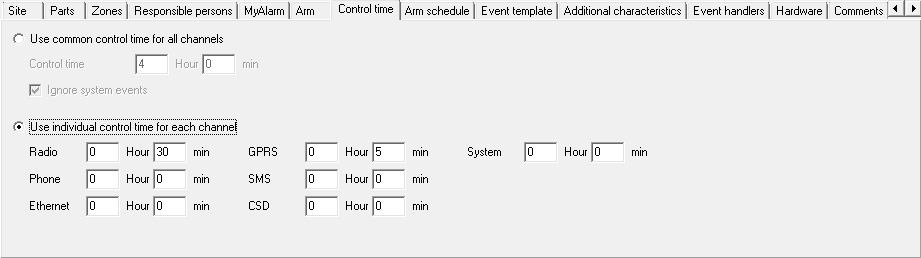 Site Parts Zones Responsible persons MyAlarm Arm Control time Arm schedule Event template Additional characteristics Event handlers Hardware Comments
Use common control time for all channels
Control time 4 Hour 0 min
Ignore system events
Use individual control time for each channel
Radio 0 Hour 30 min GPRS 0 Hour 5 min System 0 Hour 0 min
Phone 0 Hour 0 min SMS 0 Hour 0 min
Ethernet 0 Hour 0 min CSD 0 Hour 0 min